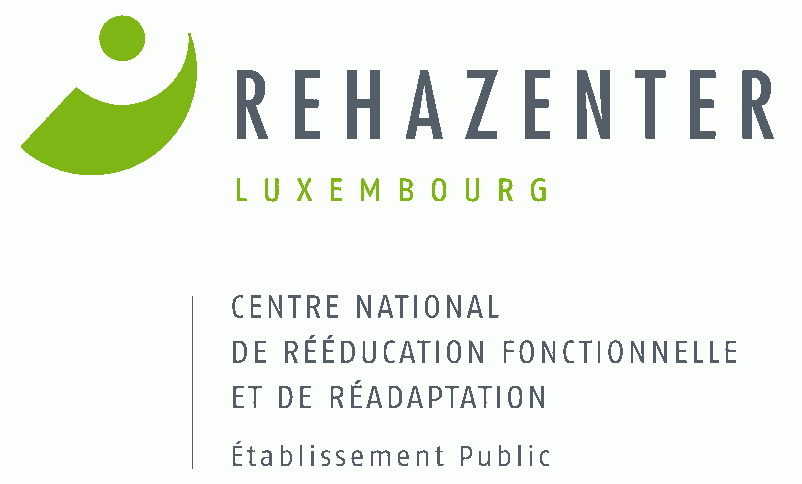 REHAZENTER
LUXEMBOURG
CENTRE NATIONAL
DE RÉÉDUCATION FONCTIONNELLE
ET DE RÉADAPTATION
Établissement Public